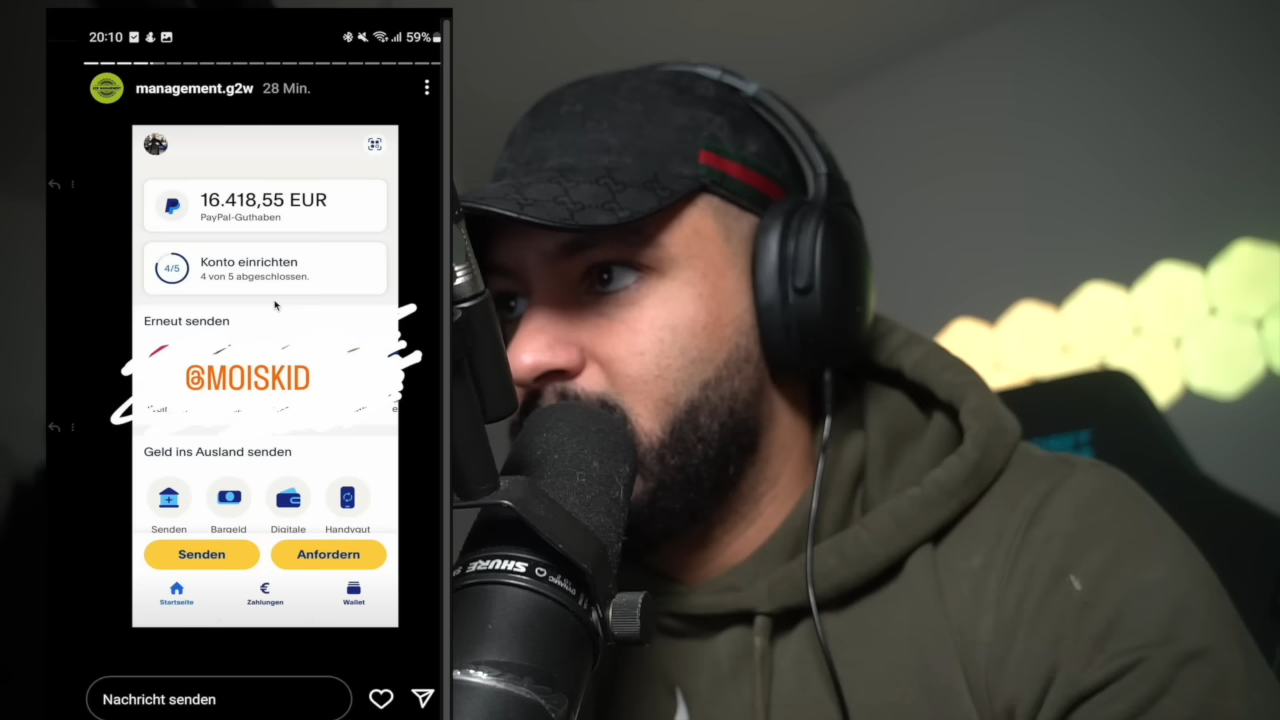 20:10
59%
management.g2w 28 Min.
16.418,55 EUR
PayPal-Guthaben
4/5
Konto einrichten
4 von 5 abgeschlossen.
Erneut senden
@MOISKID
Geld ins Ausland senden
Senden Bargeld Digitale Handygut
Senden Anfordern
Startseite Zahlungen Wallet
Nachricht senden
SHURE
DYNAMIC